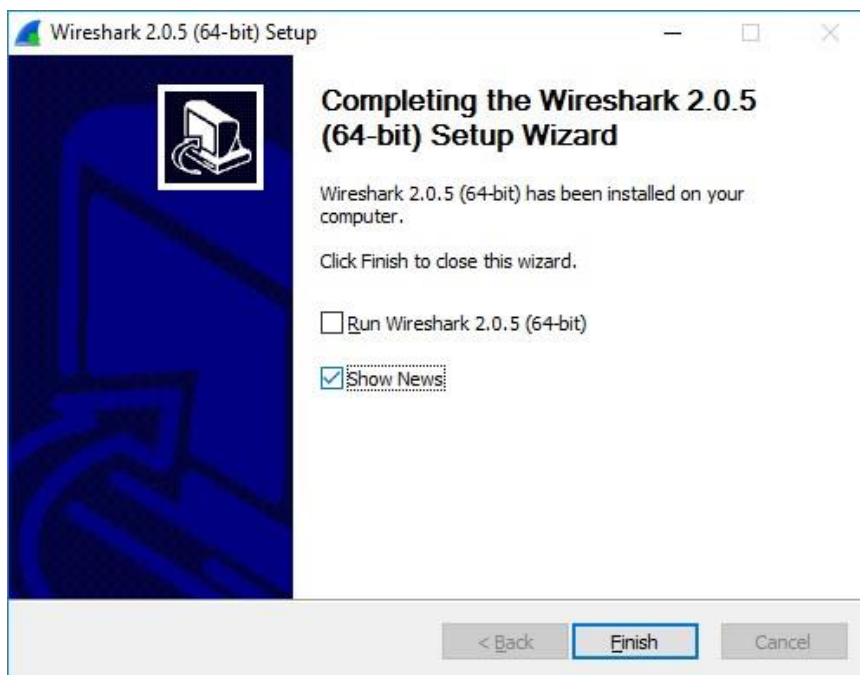 Wireshark 2.0.5 (64-bit) Setup
Completing the Wireshark 2.0.5
(64-bit) Setup Wizard
Wireshark 2.0.5 (64-bit) has been installed on your
computer.
Click Finish to close this wizard.
Run Wireshark 2.0.5 (64-bit)
Show News
< Back Finish Cancel